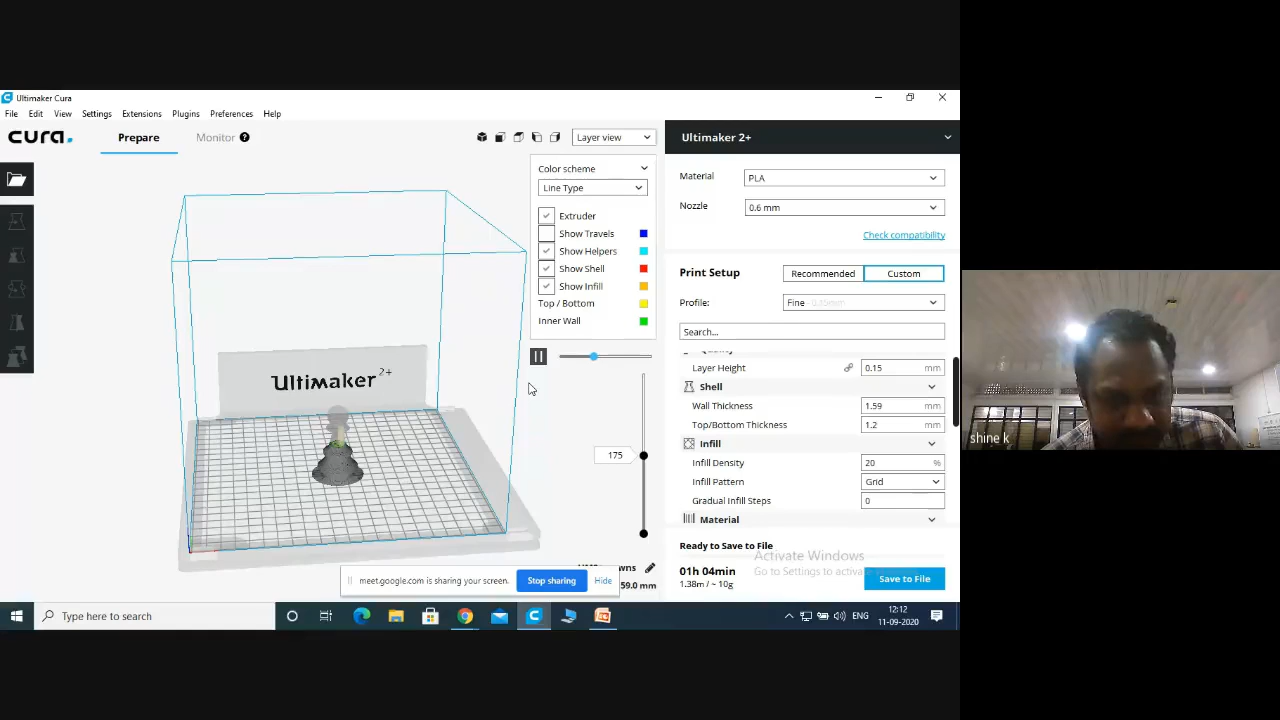 Ultimaker Cura
File Edit View Settings Extensions Plugins Preferences Help
cura.
Prepare
Monitor ?
Layer view
Ultimaker 2+
Color scheme
Line Type
Extruder
Show Travels
Show Helpers
Show Shell
Show Infill
Top / Bottom
Inner Wall
Ultimaker 2+
175
Material
PLA
Nozzle
0.6 mm
Check compatibility
Print Setup
Recommended
Custom
Profile:
Fine - 0.15mm
Search...
Quality
Layer Height
0.15 mm
Shell
Wall Thickness
1.59 mm
Top/Bottom Thickness
1.2 mm
Infill
Infill Density
20 %
Infill Pattern
Grid
Gradual Infill Steps
0
Material
Ready to Save to File
Activate Windows
Go to Settings to activa
01h 04min
1.38m / ~ 10g
Save to File
59.0 mm
meet.google.com is sharing your screen.
Stop sharing
Hide
Type here to search
ENG
12:12
11-09-2020
shine k